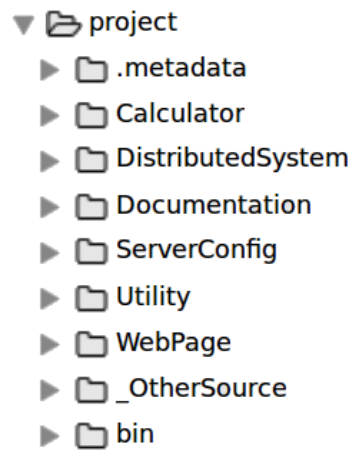 project
.metadata
Calculator
DistributedSystem
Documentation
ServerConfig
Utility
WebPage
_OtherSource
bin